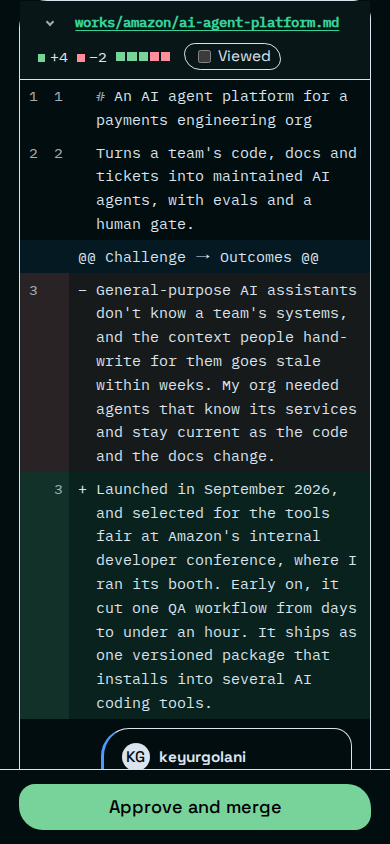 works/amazon/ai-agent-platform.md
+4 −2 Viewed
1 1 # An AI agent platform for a
payments engineering org
2 2 Turns a team's code, docs and
tickets into maintained AI
agents, with evals and a
human gate.
@@ Challenge → Outcomes @@
3 − General-purpose AI assistants
don't know a team's systems,
and the context people hand-
write for them goes stale
within weeks. My org needed
agents that know its services
and stay current as the code
and the docs change.
3 + Launched in September 2026,
and selected for the tools
fair at Amazon's internal
developer conference, where I
ran its booth. Early on, it
cut one QA workflow from days
to under an hour. It ships as
one versioned package that
installs into several AI
coding tools.
KG keyurgolani
Approve and merge